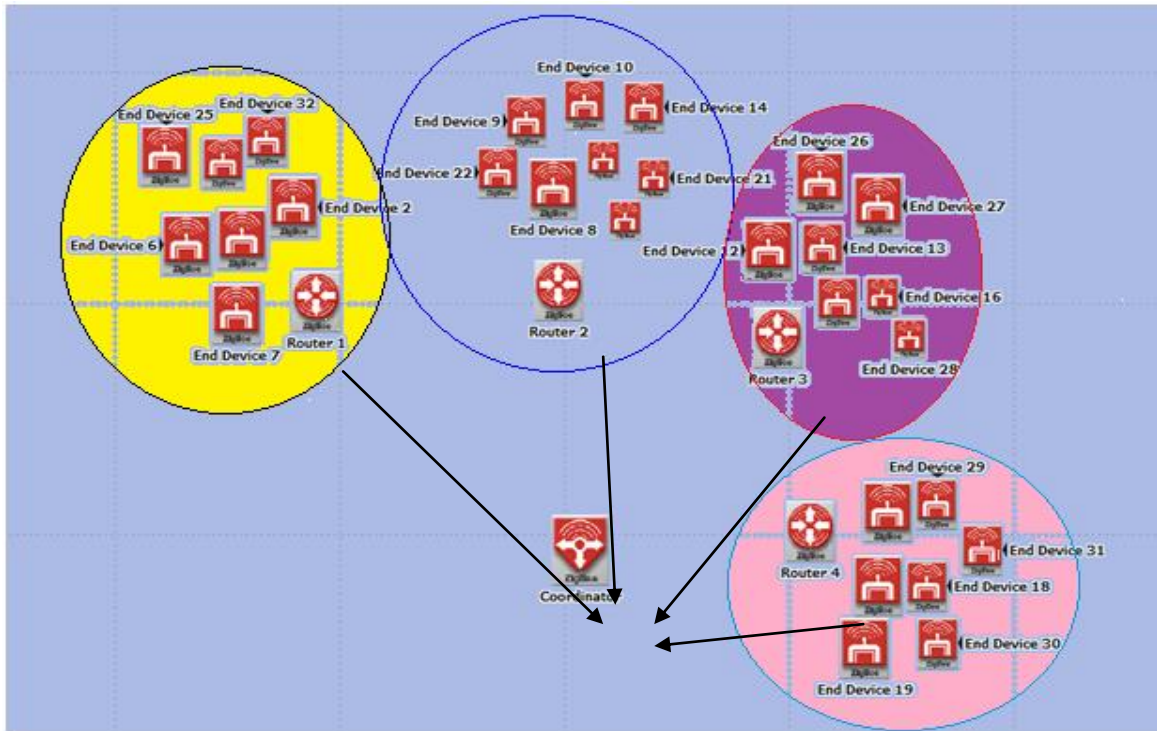 End Device 25
End Device 32
End Device 2
End Device 6
End Device 7
Router 1
End Device 10
End Device 14
End Device 9
End Device 22
End Device 21
End Device 8
Router 2
End Device 26
End Device 27
End Device 12
End Device 13
End Device 16
Router 3
End Device 28
Coordinator
End Device 29
Router 4
End Device 31
End Device 18
End Device 30
End Device 19